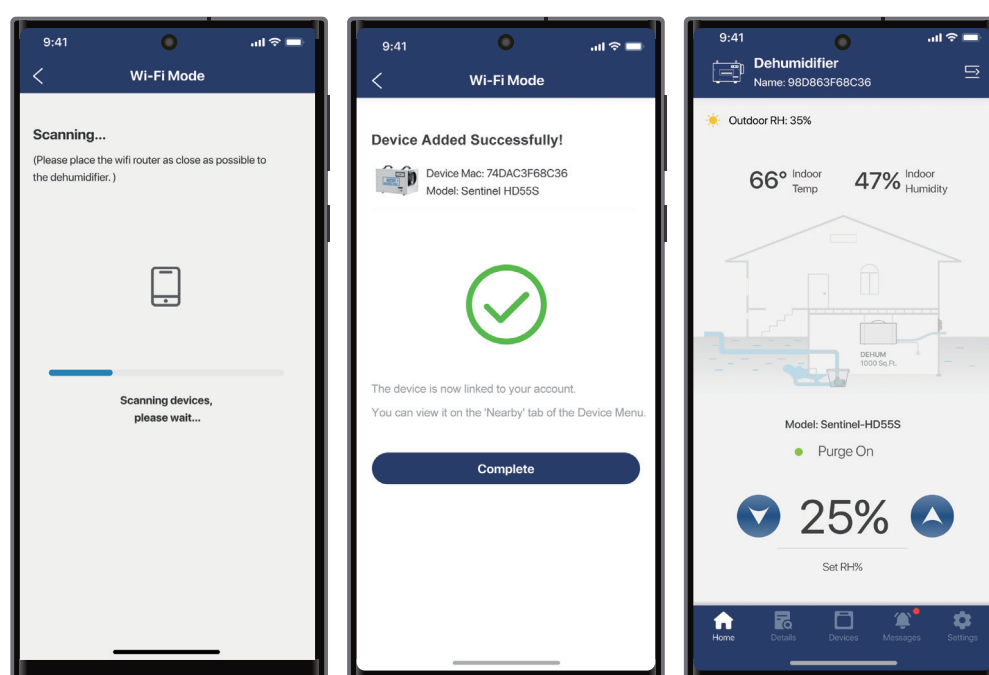 9:41
Wi-Fi Mode
Scanning...
(Please place the wifi router as close as possible to
the dehumidifier. )
Scanning devices,
please wait...
9:41
Wi-Fi Mode
Device Added Successfully!
Device Mac: 74DAC3F68C36
Model: Sentinel HD55S
The device is now linked to your account.
You can view it on the 'Nearby' tab of the Device Menu.
Complete
9:41
Dehumidifier
Name: 98D863F68C36
Outdoor RH: 35%
66° Indoor
Temp
47% Indoor
Humidity
DEHUM
1000 Sq.Ft.
Model: Sentinel-HD55S
Purge On
25%
Set RH%
Home
Details
Devices
Messages
Settings